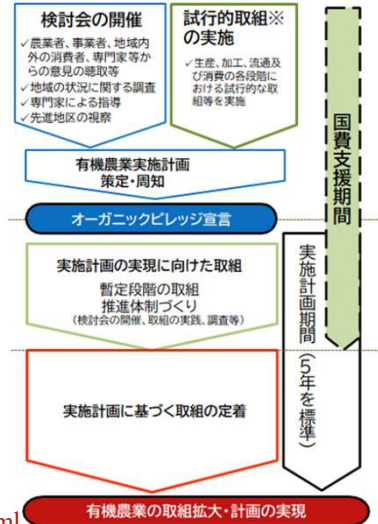 検討会の開催
✓農業者、事業者、地域内
外の消費者、専門家等か
らの意見の聴取等
✓地域の状況に関する調査
✓専門家による指導
✓先進地区の視察
試行的取組※
の実施
✓生産、加工、流通及
び消費の各段階に
おける試行的な取
組等を実施
国費支援期間
有機農業実施計画
策定・周知
オーガニックビレッジ宣言
実施計画の実現に向けた取組
暫定段階の取組
推進体制づくり
(検討会の開催、取組の実践、調査等)
実施計画期間(5年を標準)
実施計画に基づく取組の定着
有機農業の取組拡大・計画の実現
ml